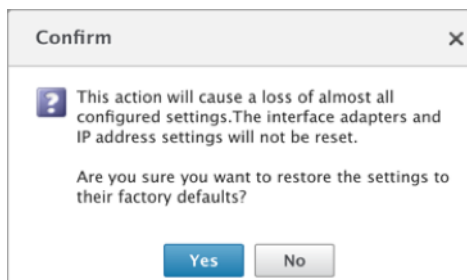 Confirm
This action will cause a loss of almost all
configured settings.The interface adapters and
IP address settings will not be reset.
Are you sure you want to restore the settings to
their factory defaults?
Yes No